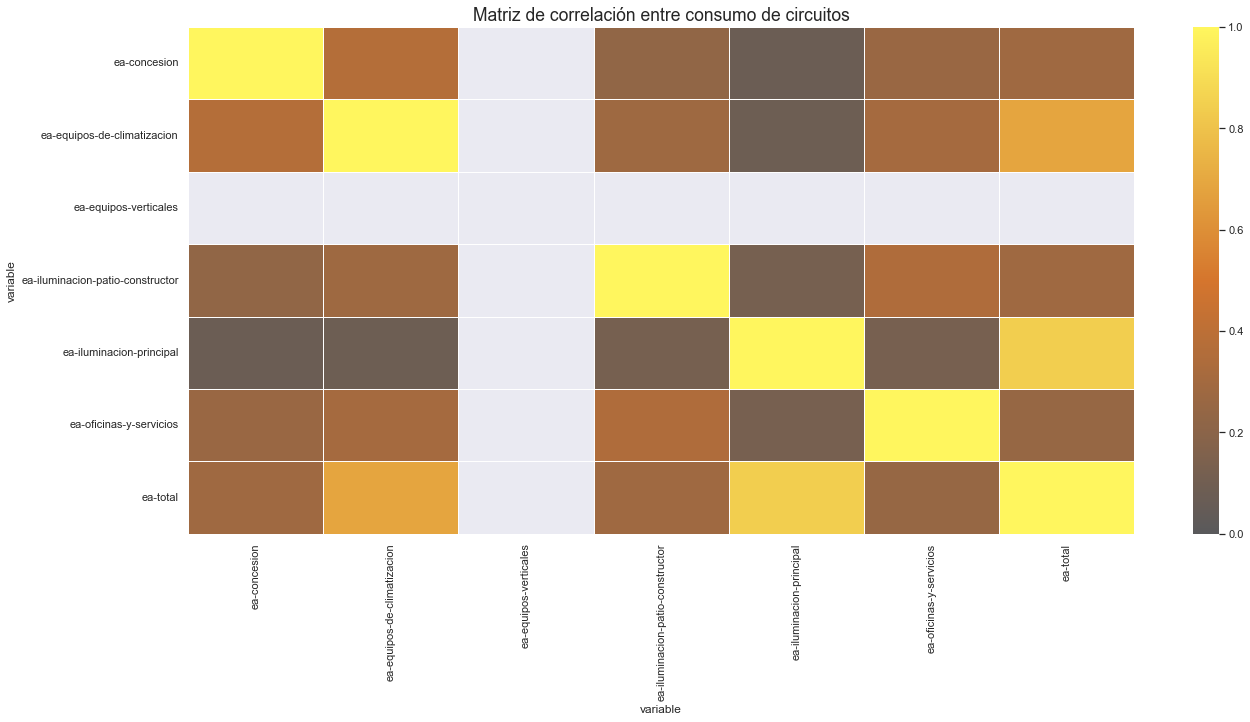 Matriz de correlación entre consumo de circuitos
ea-concesion
ea-equipos-de-climatizacion
ea-equipos-verticales
ea-iluminacion-patio-constructor
ea-iluminacion-principal
ea-oficinas-y-servicios
ea-total
variable
ea-concesion
ea-equipos-de-climatizacion
ea-equipos-verticales
ea-iluminacion-patio-constructor
ea-iluminacion-principal
ea-oficinas-y-servicios
ea-total
variable
1.0
0.8
0.6
0.4
0.2
0.0